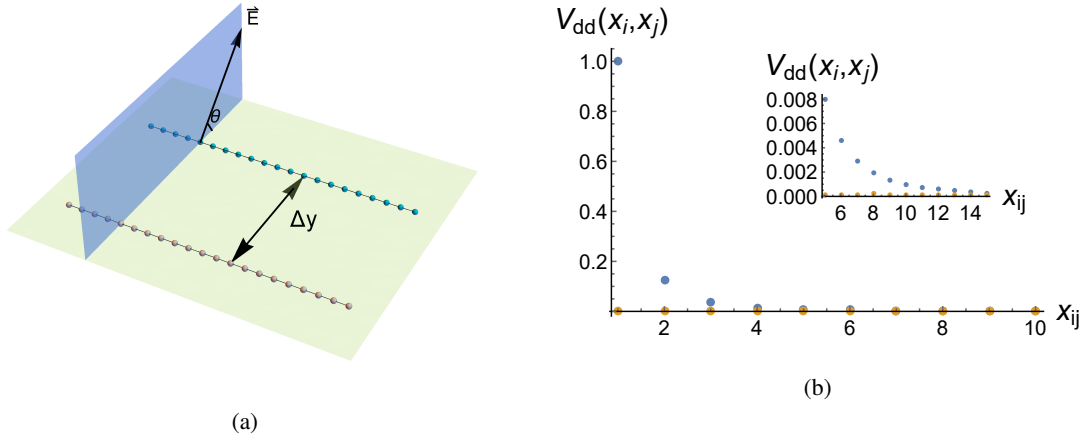 E⃗
θ
Δy
(a)
V_dd(x_i,x_j)
1.0
0.8
0.6
0.4
0.2
2 4 6 8 10
x_ij
V_dd(x_i,x_j)
0.008
0.006
0.004
0.002
0.000
6 8 10 12 14
x_ij
(b)